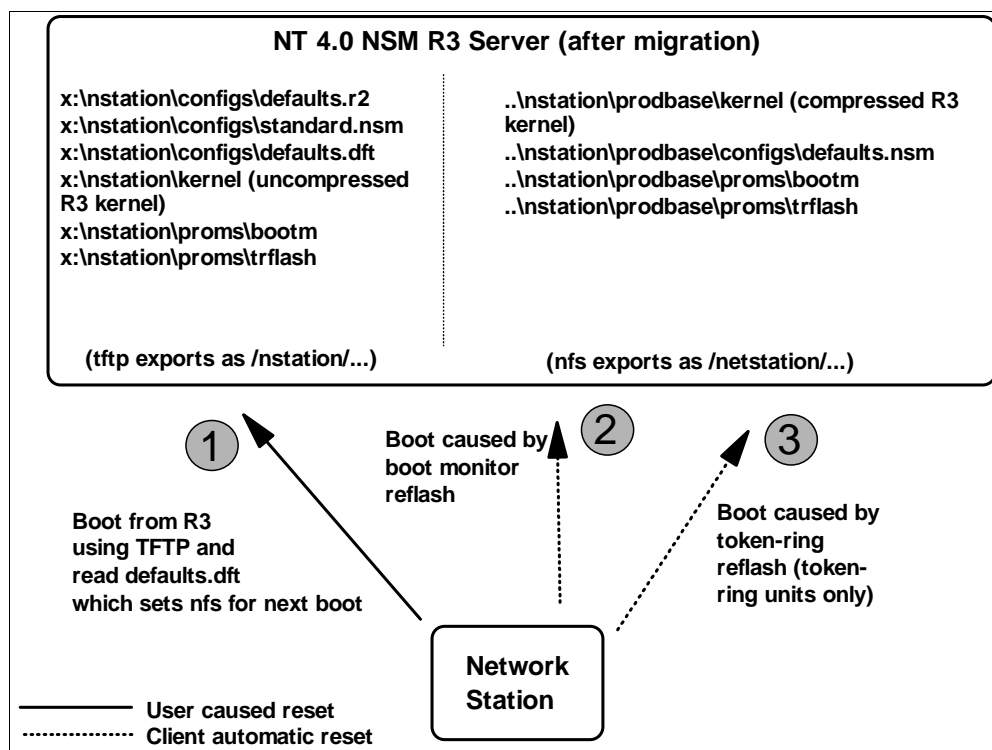 NT 4.0 NSM R3 Server (after migration)
x:\nstation\configs\defaults.r2
x:\nstation\configs\standard.nsm
x:\nstation\configs\defaults.dft
x:\nstation\kernel (uncompressed
R3 kernel)
x:\nstation\proms\bootm
x:\nstation\proms\trflash
(tftp exports as /nstation/...)
..\nstation\prodbase\kernel (compressed R3
kernel)
..\nstation\prodbase\configs\defaults.nsm
..\nstation\prodbase\proms\bootm
..\nstation\prodbase\proms\trflash
(nfs exports as /netstation/...)
1
Boot from R3
using TFTP and
read defaults.dft
which sets nfs for next boot
2
Boot caused by
boot monitor
reflash
3
Boot caused by
token-ring
reflash (token-
ring units only)
Network
Station
User caused reset
Client automatic reset